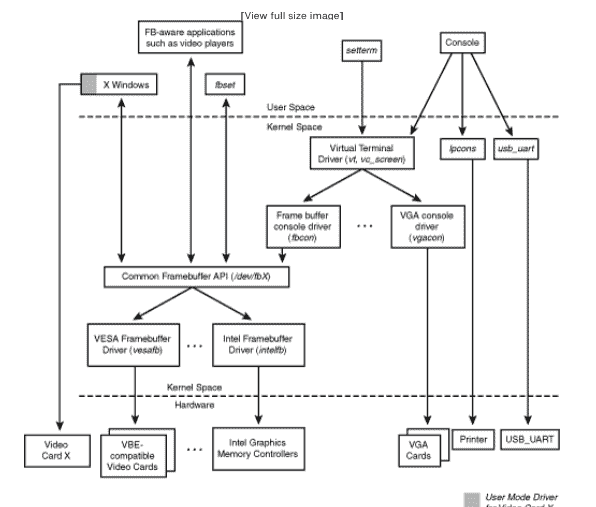 [View full size image]
FB-aware applications
such as video players
setterm
Console
X Windows
fbset
User Space
Kernel Space
Virtual Terminal
Driver (vt, vc_screen)
lpcons
usb_uart
Frame buffer
console driver
(fbcon)
...
VGA console
driver
(vgacon)
Common Framebuffer API (/dev/fbX)
VESA Framebuffer
Driver (vesafb)
...
Intel Framebuffer
Driver (intelfb)
Kernel Space
Hardware
Video
Card X
VBE-
compatible
Video Cards
...
Intel Graphics
Memory Controllers
VGA
Cards
Printer
USB_UART
User Mode Driver
for Video Card X